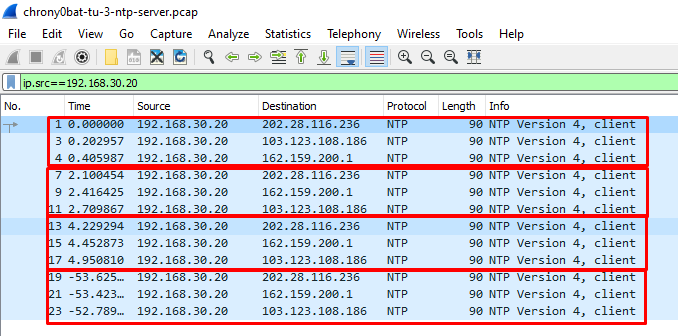 chrony0bat-tu-3-ntp-server.pcap
File Edit View Go Capture Analyze Statistics Telephony Wireless Tools Help
ip.src==192.168.30.20
No. Time Source Destination Protocol Length Info
1 0.000000 192.168.30.20 202.28.116.236 NTP 90 NTP Version 4, client
3 0.202957 192.168.30.20 103.123.108.186 NTP 90 NTP Version 4, client
4 0.405987 192.168.30.20 162.159.200.1 NTP 90 NTP Version 4, client
7 2.100454 192.168.30.20 202.28.116.236 NTP 90 NTP Version 4, client
9 2.416425 192.168.30.20 162.159.200.1 NTP 90 NTP Version 4, client
11 2.709867 192.168.30.20 103.123.108.186 NTP 90 NTP Version 4, client
13 4.229294 192.168.30.20 202.28.116.236 NTP 90 NTP Version 4, client
15 4.452873 192.168.30.20 162.159.200.1 NTP 90 NTP Version 4, client
17 4.950810 192.168.30.20 103.123.108.186 NTP 90 NTP Version 4, client
19 -53.625… 192.168.30.20 202.28.116.236 NTP 90 NTP Version 4, client
21 -53.423… 192.168.30.20 162.159.200.1 NTP 90 NTP Version 4, client
23 -52.789… 192.168.30.20 103.123.108.186 NTP 90 NTP Version 4, client